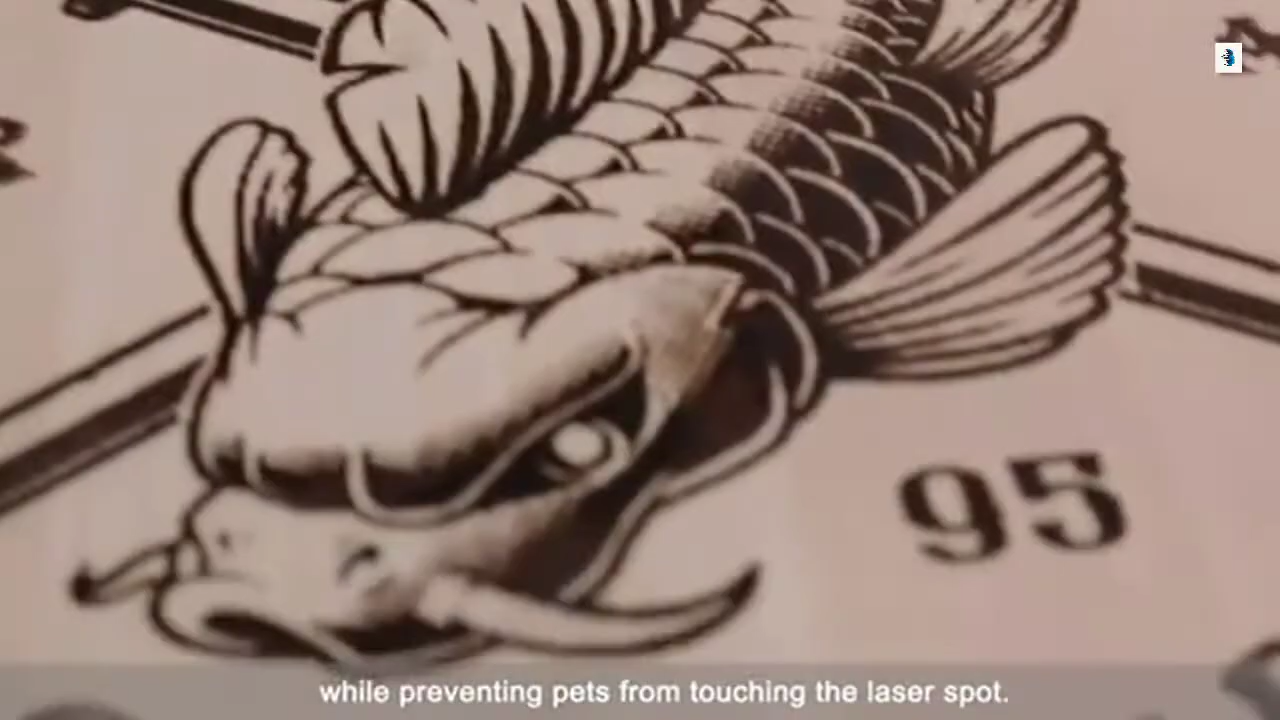 95
while preventing pets from touching the laser spot.